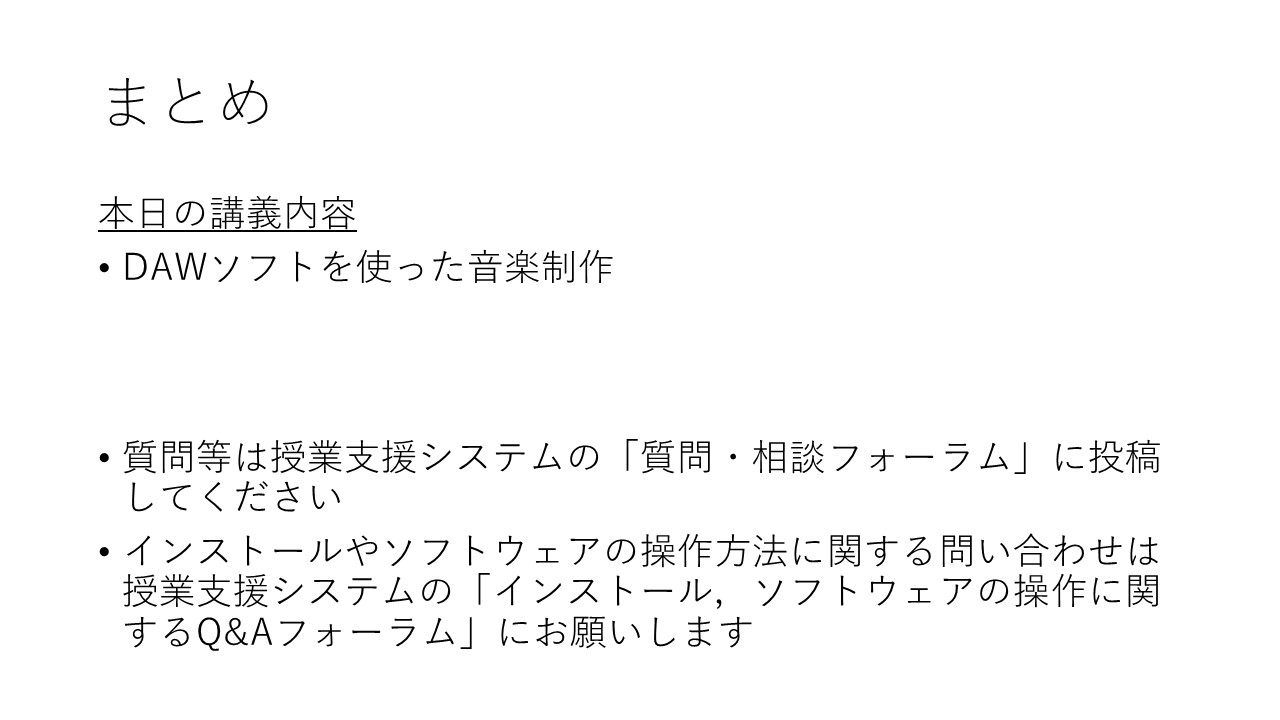 まとめ
本日の講義内容
• DAWソフトを使った音楽制作
• 質問等は授業支援システムの「質問・相談フォーラム」に投稿
してください
• インストールやソフトウェアの操作方法に関する問い合わせは
授業支援システムの「インストール，ソフトウェアの操作に関
するQ&Aフォーラム」にお願いします